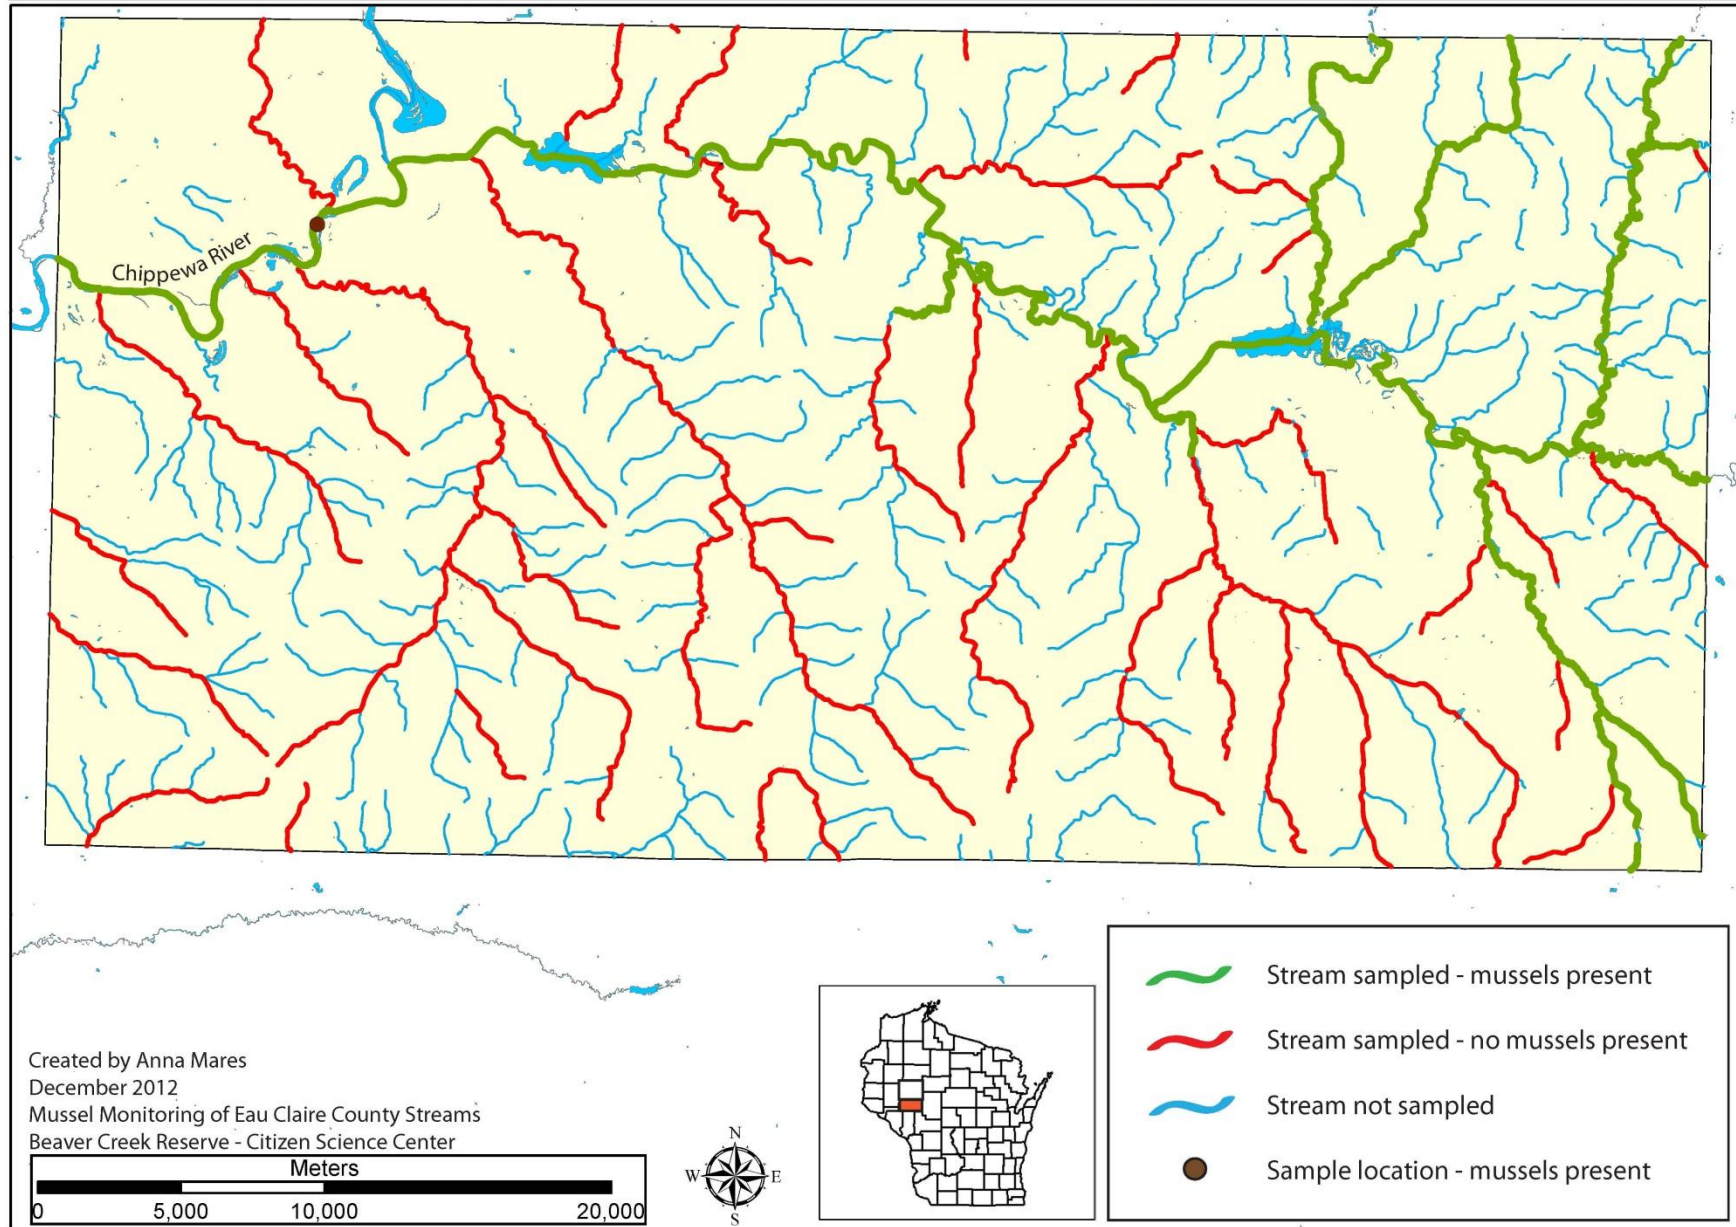 Chippewa River
Stream sampled - mussels present
Stream sampled - no mussels present
Stream not sampled
Sample location - mussels present
Created by Anna Mares
December 2012
Mussel Monitoring of Eau Claire County Streams
Beaver Creek Reserve - Citizen Science Center
Meters
0 5,000 10,000 20,000
N
W E
S